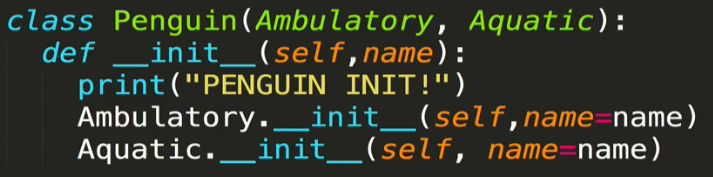 class Penguin(Ambulatory, Aquatic):
  def __init__(self,name):
    print("PENGUIN INIT!")
    Ambulatory.__init__(self,name=name)
    Aquatic.__init__(self, name=name)